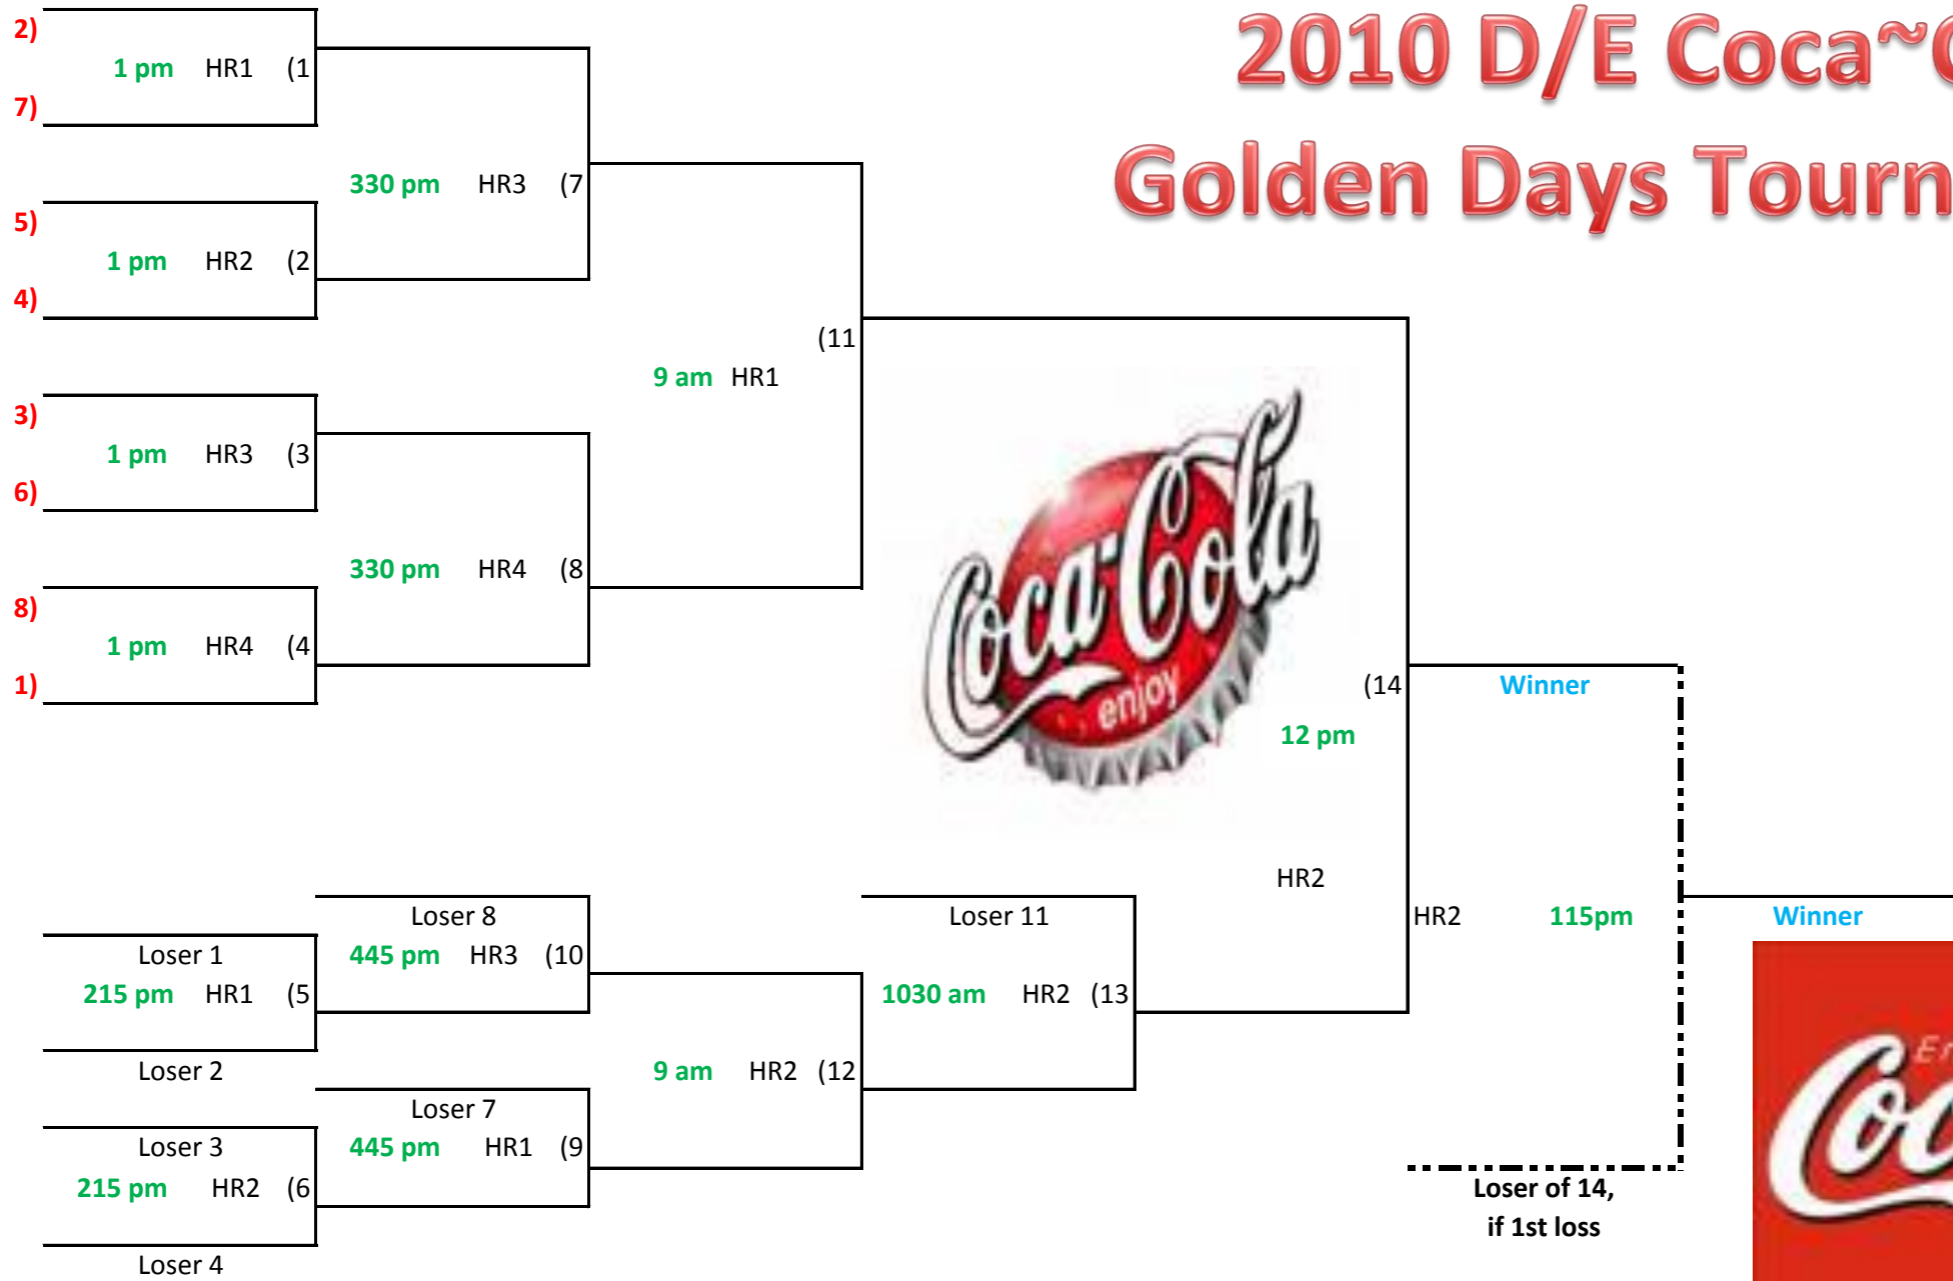 2010 D/E Coca~
Golden Days Tourn
2)
1 pm HR1 (1
7)
330 pm HR3 (7
5)
1 pm HR2 (2
4)
(11
9 am HR1
3)
1 pm HR3 (3
6)
330 pm HR4 (8
8)
1 pm HR4 (4
1)
Coca-Cola
enjoy
(14
Winner
12 pm
HR2
Loser 8
Loser 11
HR2 115pm
Winner
Loser 1
445 pm HR3 (10
215 pm HR1 (5
1030 am HR2 (13
Loser 2
9 am HR2 (12
Loser 7
Loser 3
445 pm HR1 (9
215 pm HR2 (6
Loser of 14,
if 1st loss
Loser 4